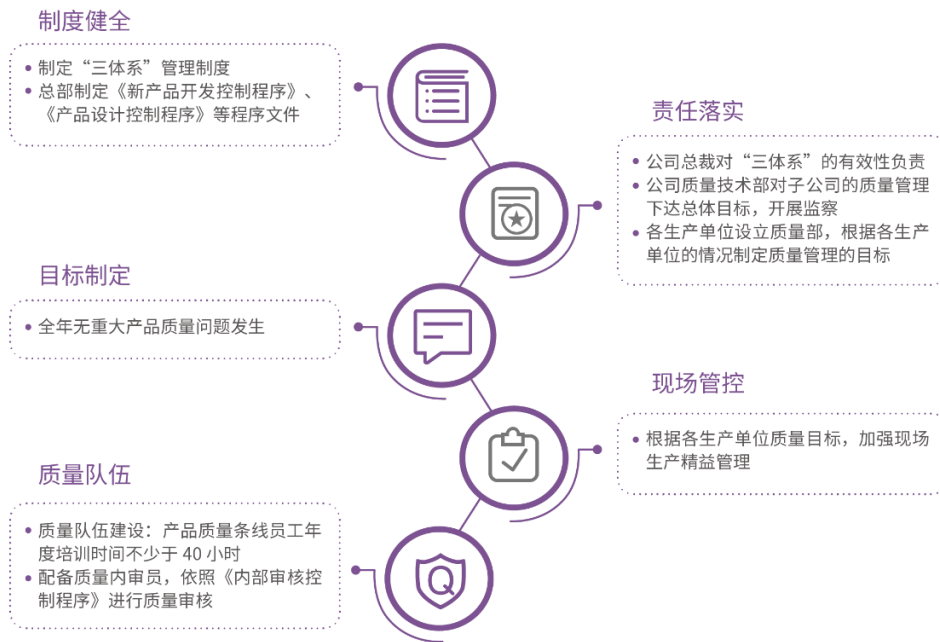 制度健全
• 制定“三体系”管理制度
• 总部制定《新产品开发控制程序》、
《产品设计控制程序》等程序文件
责任落实
• 公司总裁对“三体系”的有效性负责
• 公司质量技术部对子公司的质量管理
下达总体目标，开展监察
• 各生产单位设立质量部，根据各生产
单位的情况制定质量管理的目标
目标制定
• 全年无重大产品质量问题发生
现场管控
• 根据各生产单位质量目标，加强现场
生产精益管理
质量队伍
• 质量队伍建设：产品质量条线员工年
度培训时间不少于 40 小时
• 配备质量内审员，依照《内部审核控
制程序》进行质量审核
Q